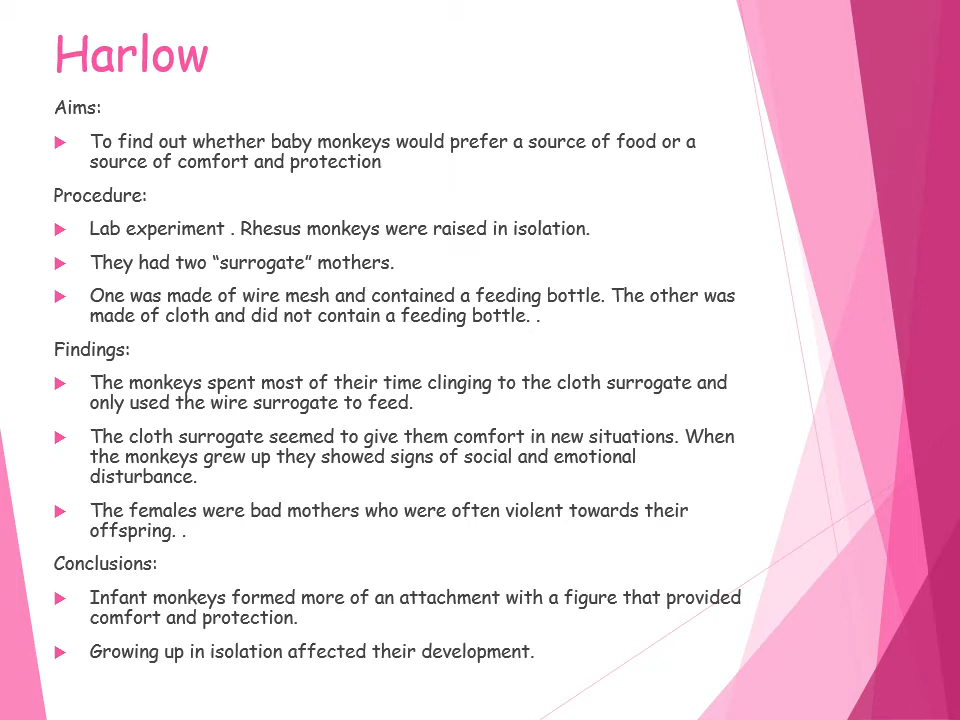 Harlow
Aims:
To find out whether baby monkeys would prefer a source of food or a
source of comfort and protection
Procedure:
Lab experiment . Rhesus monkeys were raised in isolation.
They had two “surrogate” mothers.
One was made of wire mesh and contained a feeding bottle. The other was
made of cloth and did not contain a feeding bottle. .
Findings:
The monkeys spent most of their time clinging to the cloth surrogate and
only used the wire surrogate to feed.
The cloth surrogate seemed to give them comfort in new situations. When
the monkeys grew up they showed signs of social and emotional
disturbance.
The females were bad mothers who were often violent towards their
offspring. .
Conclusions:
Infant monkeys formed more of an attachment with a figure that provided
comfort and protection.
Growing up in isolation affected their development.